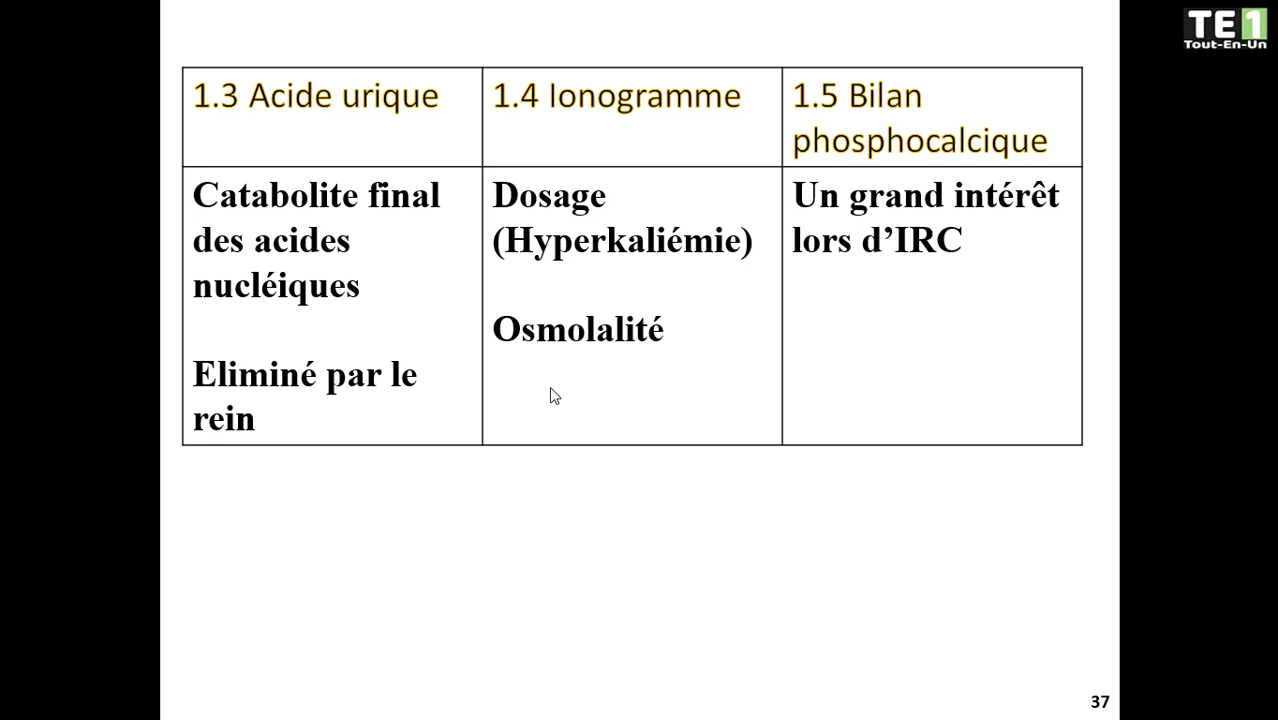 TE1
Tout-En-Un
1.3 Acide urique
1.4 Ionogramme
1.5 Bilan
phosphocalcique
Catabolite final
des acides
nucléiques
Eliminé par le
rein
Dosage
(Hyperkaliémie)
Osmolalité
Un grand intérêt
lors d’IRC
37